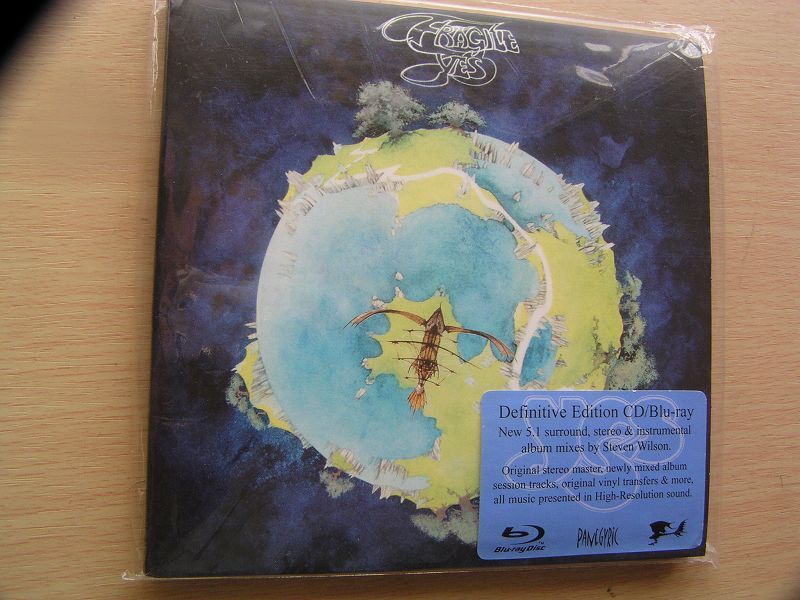 FRAGILE
YES
Definitive Edition CD/Blu-ray
New 5.1 surround, stereo & instrumental
album mixes by Steven Wilson.
Original stereo master, newly mixed album
session tracks, original vinyl transfers & more,
all music presented in High-Resolution sound.
Blu-ray Disc™ PANEGYRIC